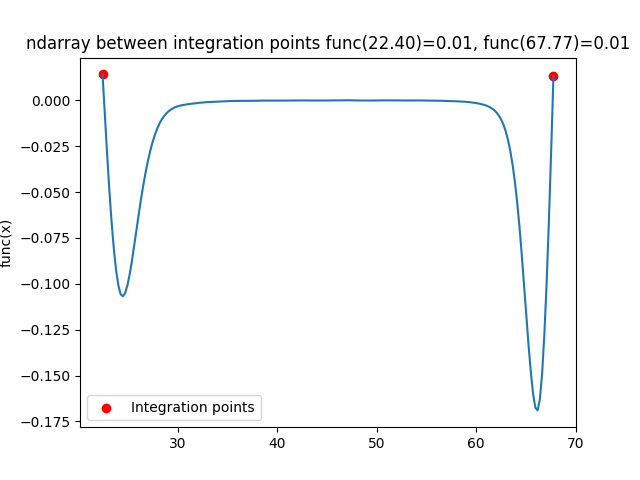 ndarray between integration points func(22.40)=0.01, func(67.77)=0.01
0.000
−0.025
−0.050
−0.075
−0.100
−0.125
−0.150
−0.175
func(x)
Integration points
30 40 50 60 70